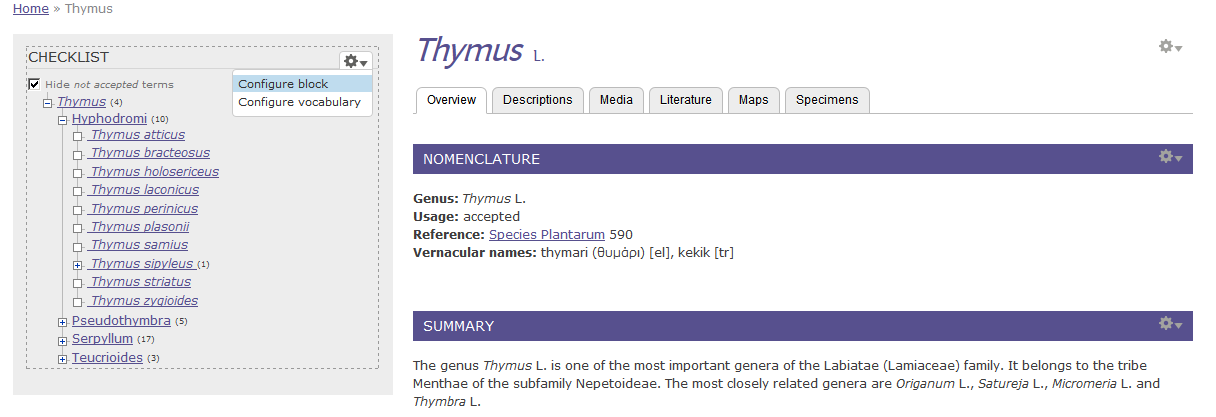 Home » Thymus
CHECKLIST
Hide not accepted terms
Configure block
Configure vocabulary
Thymus (4)
Hyphodromi (10)
Thymus atticus
Thymus bracteosus
Thymus holosericeus
Thymus laconicus
Thymus perinicus
Thymus plasonii
Thymus samius
Thymus sipyleus (1)
Thymus striatus
Thymus zygioides
Pseudothymbra (5)
Serpyllum (17)
Teucrioides (3)
Thymus L.
Overview Descriptions Media Literature Maps Specimens
NOMENCLATURE
Genus: Thymus L.
Usage: accepted
Reference: Species Plantarum 590
Vernacular names: thymari (θυμάρι) [el], kekik [tr]
SUMMARY
The genus Thymus L. is one of the most important genera of the Labiatae (Lamiaceae) family. It belongs to the tribe
Menthae of the subfamily Nepetoideae. The most closely related genera are Origanum L., Satureja L., Micromeria L. and
Thymbra L.